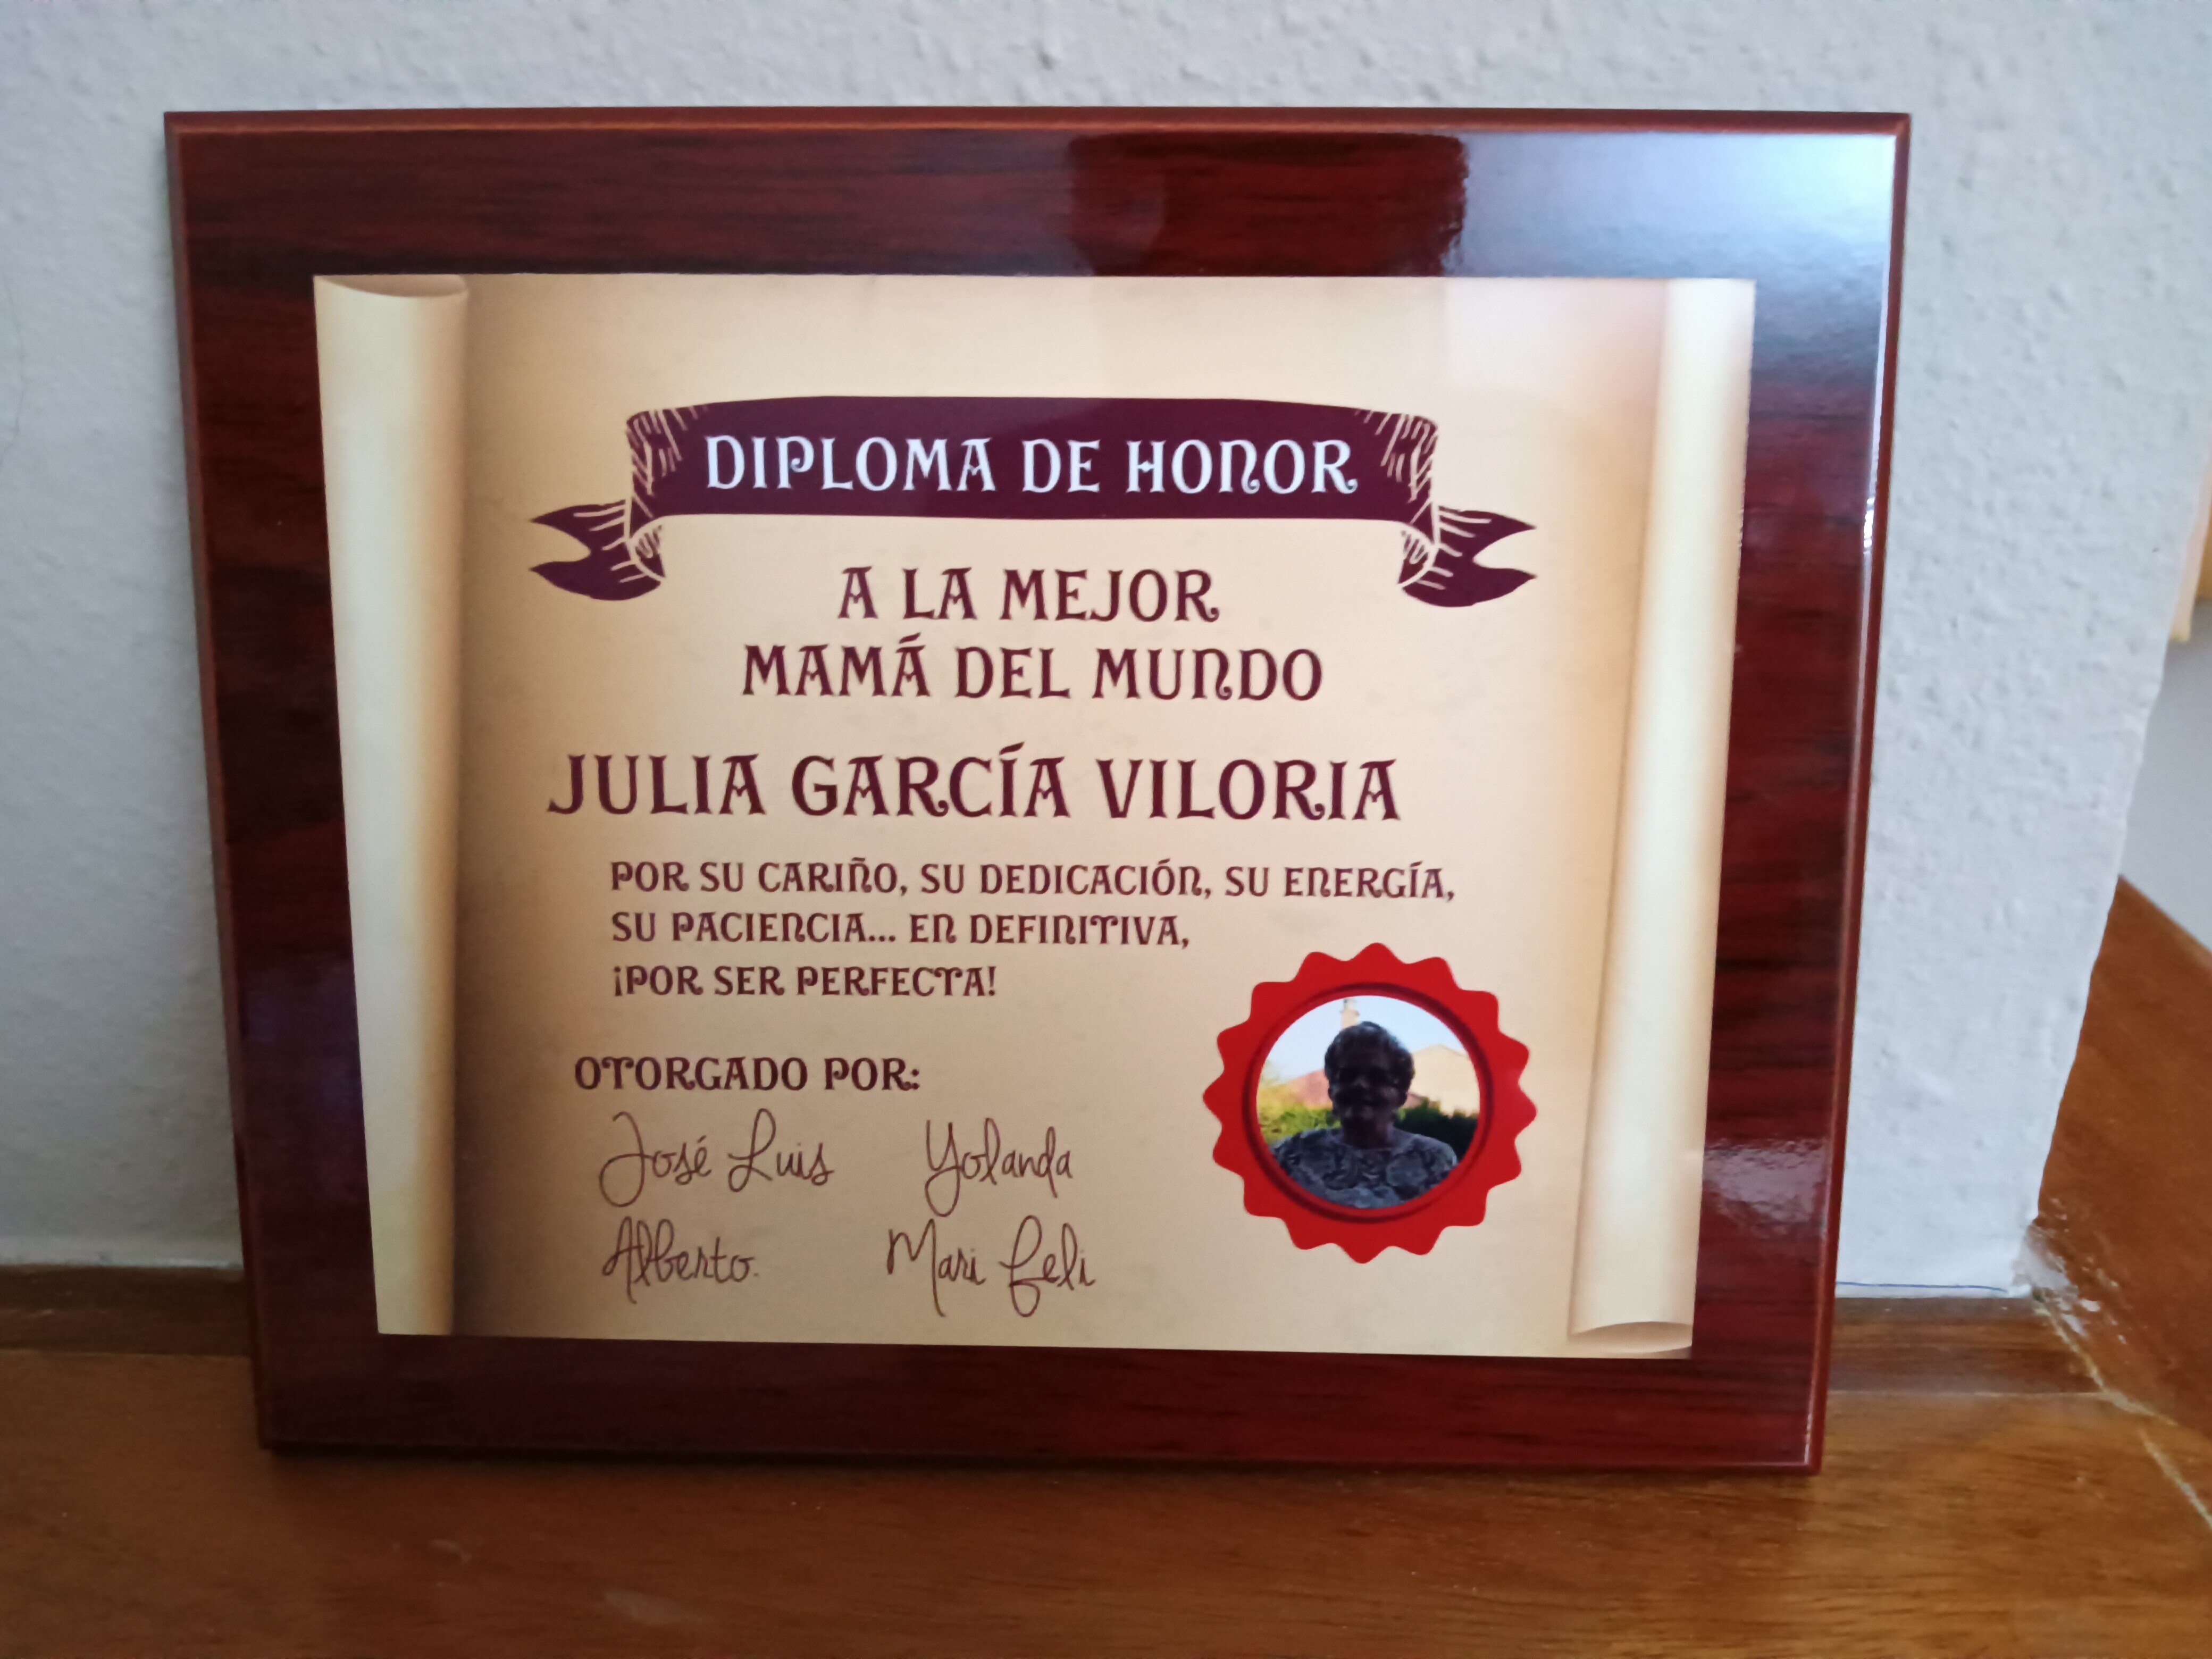 DIPLOMA DE HONOR
A LA MEJOR
MAMÁ DEL MUNDO
JULIA GARCÍA VILORIA
POR SU CARIÑO, SU DEDICACIÓN, SU ENERGÍA,
SU PACIENCIA... EN DEFINITIVA,
¡POR SER PERFECTA!
OTORGADO POR:
José Luis Yolanda
Alberto. Mari feli